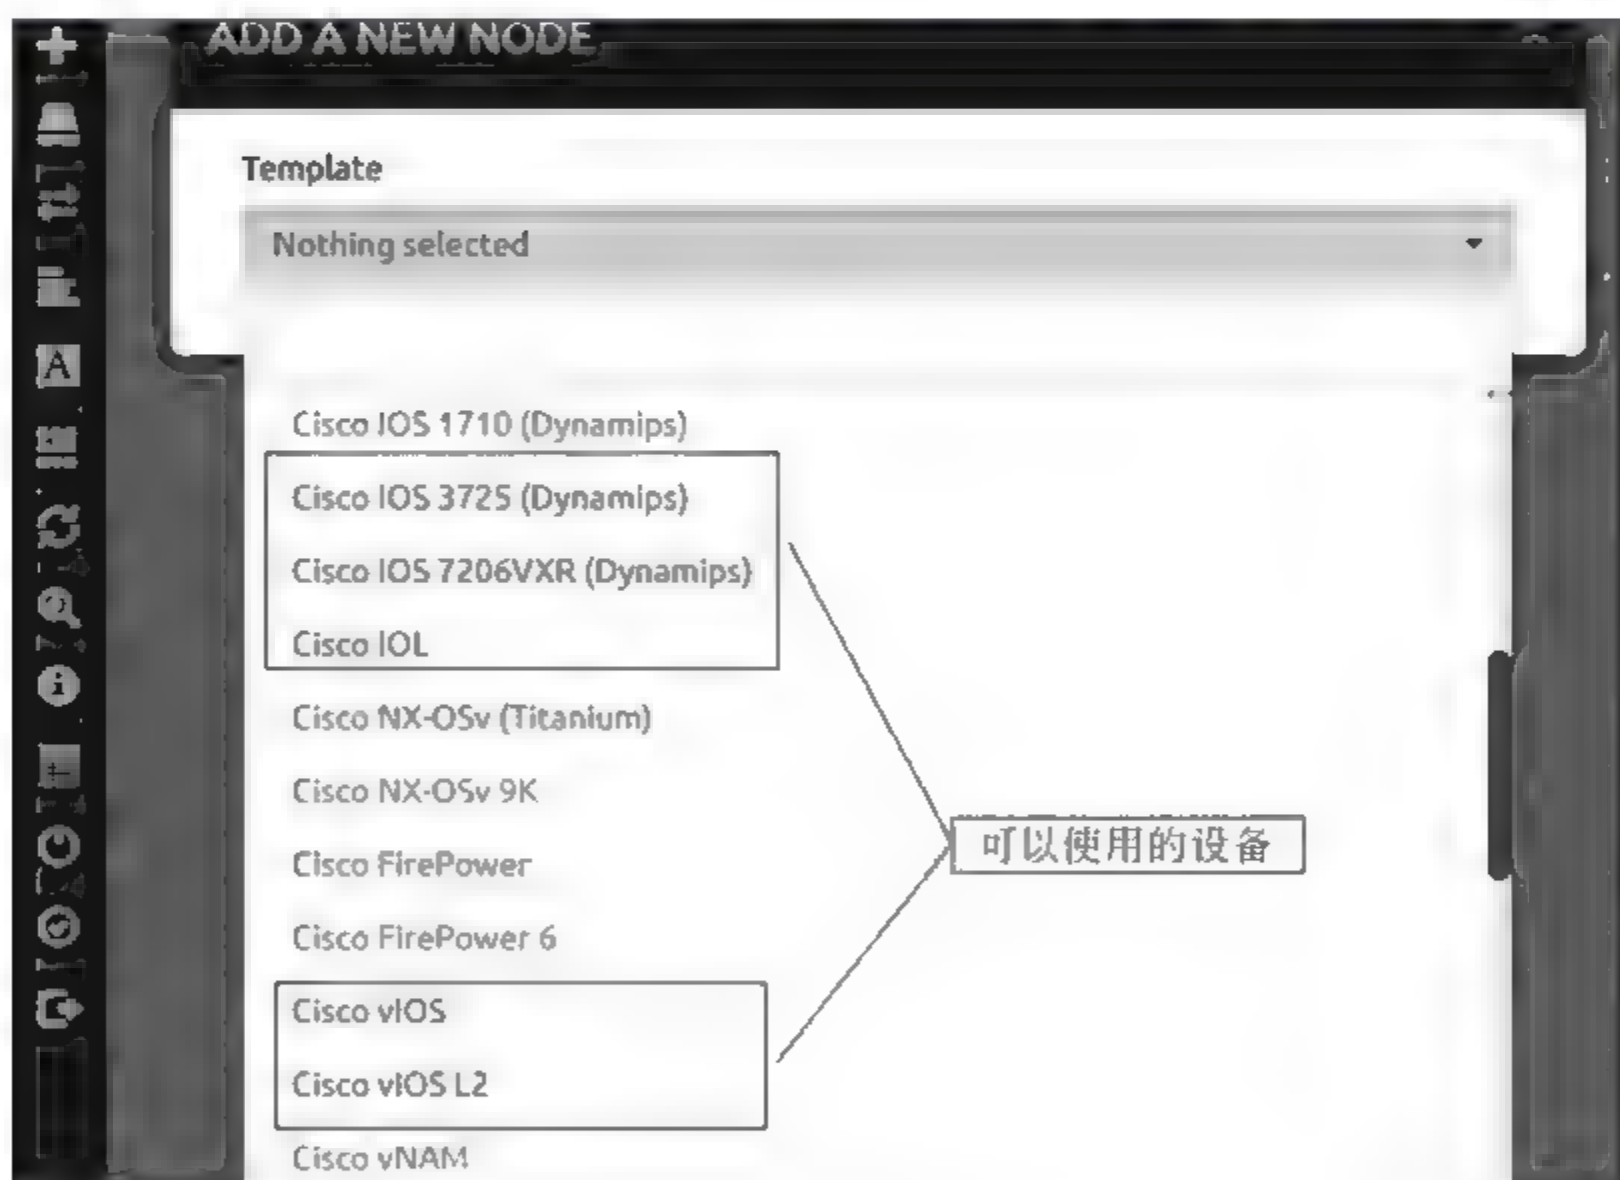 ADD A NEW NODE
Template
Nothing selected
A
Cisco IOS 1710 (Dynamips)
Cisco IOS 3725 (Dynamips)
Cisco IOS 7206VXR (Dynamips)
Cisco IOL
Cisco NX-OSv (Titanium)
Cisco NX-OSv 9K
Cisco FirePower
可以使用的设备
Cisco FirePower 6
Cisco vIOS
Cisco vIOS L2
Cisco vNAM